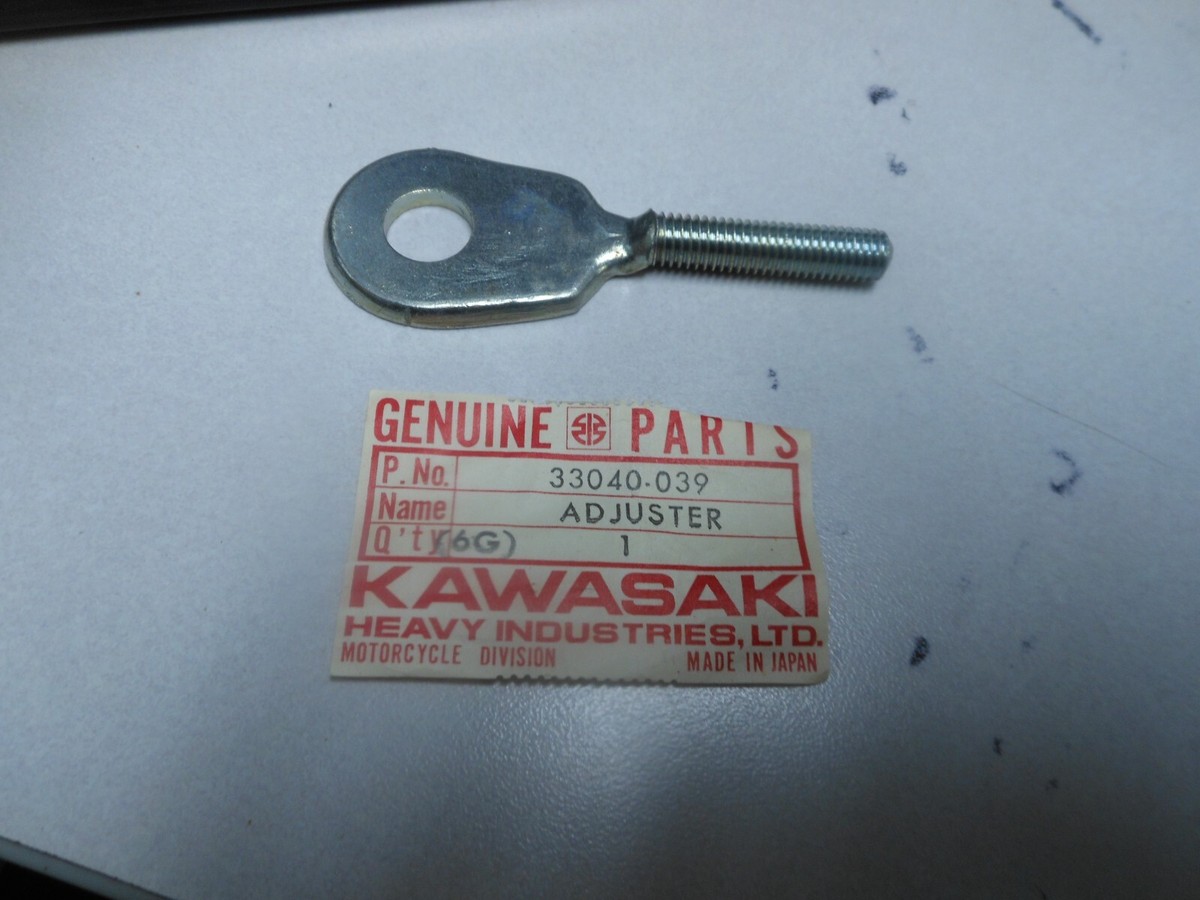 GENUINE PARTS
P. No. 33040-039
Name ADJUSTER
Q'ty (6G) 1
KAWASAKI
HEAVY INDUSTRIES, LTD.
MOTORCYCLE DIVISION MADE IN JAPAN